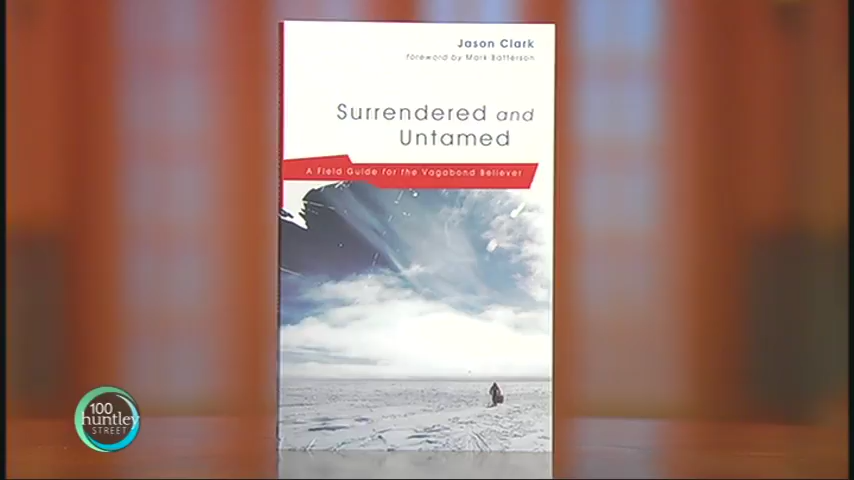 Jason Clark
foreword by Mark Batterson
Surrendered and
Untamed
A Field Guide for the Vagabond Believer
100
huntley
STREET